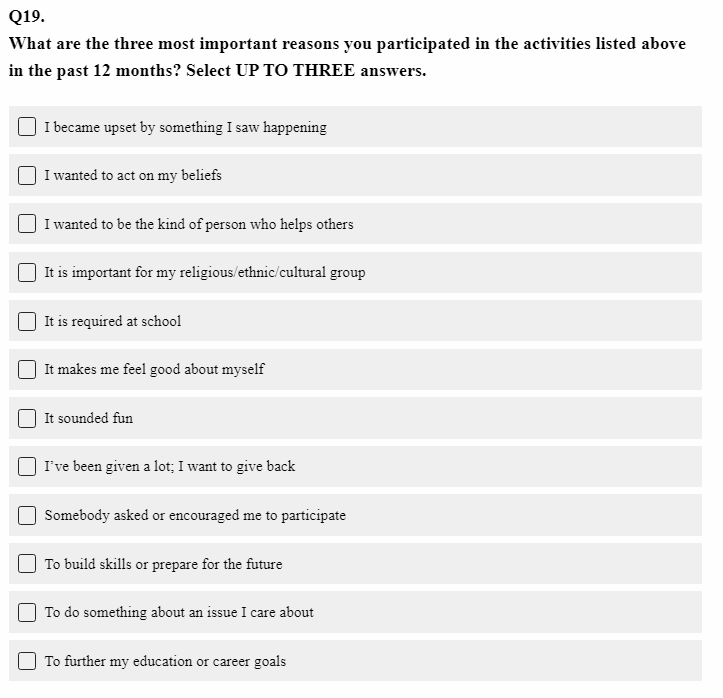 Q19.
What are the three most important reasons you participated in the activities listed above
in the past 12 months? Select UP TO THREE answers.
I became upset by something I saw happening
I wanted to act on my beliefs
I wanted to be the kind of person who helps others
It is important for my religious/ethnic/cultural group
It is required at school
It makes me feel good about myself
It sounded fun
I’ve been given a lot; I want to give back
Somebody asked or encouraged me to participate
To build skills or prepare for the future
To do something about an issue I care about
To further my education or career goals